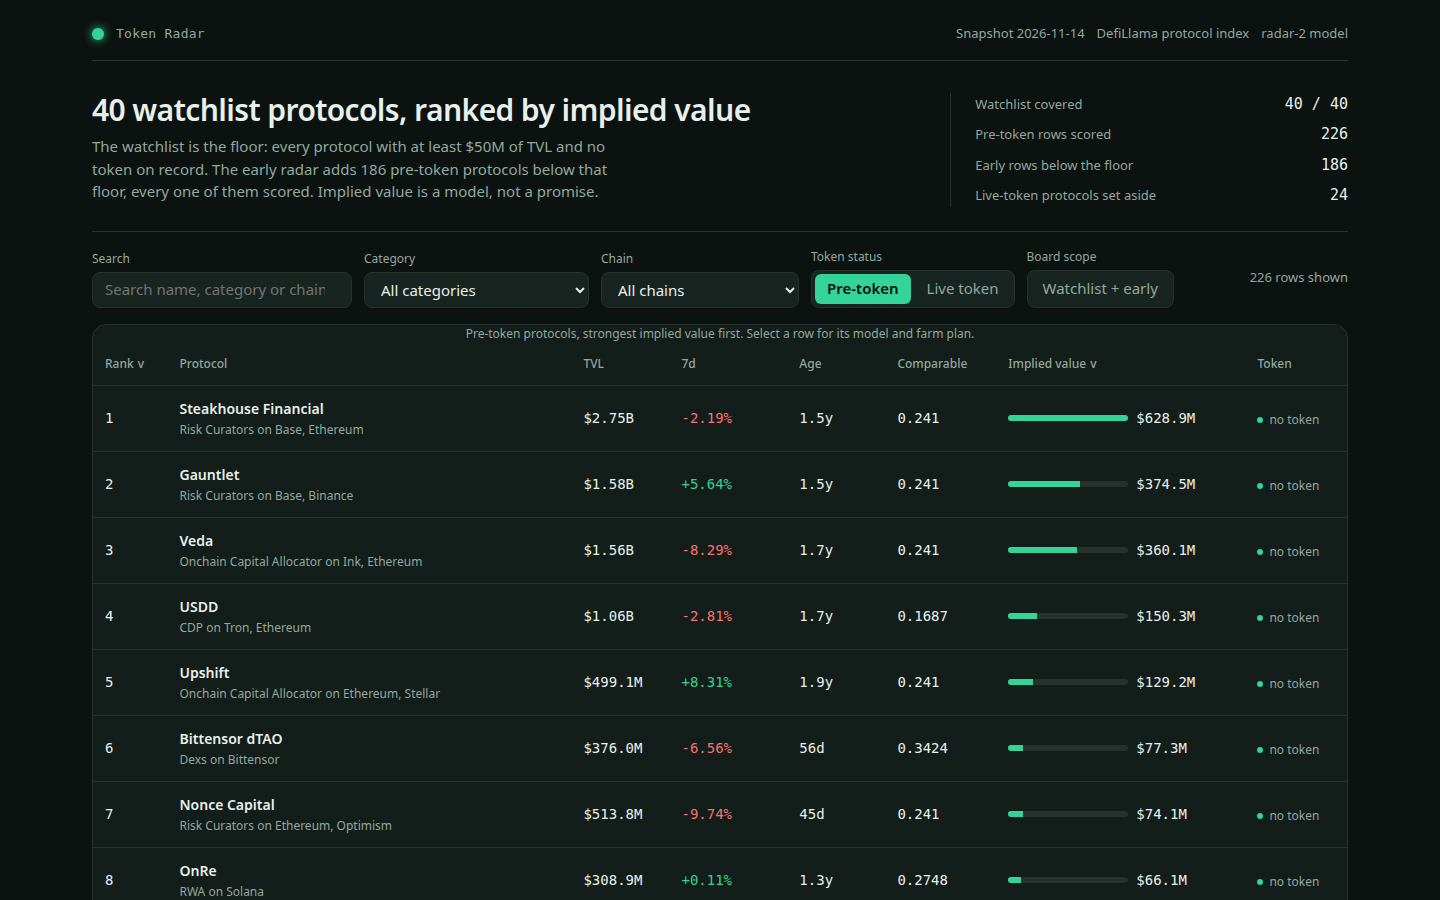 Token Radar
Snapshot 2026-11-14 DefiLlama protocol index radar-2 model
40 watchlist protocols, ranked by implied value
The watchlist is the floor: every protocol with at least $50M of TVL and no
token on record. The early radar adds 186 pre-token protocols below that
floor, every one of them scored. Implied value is a model, not a promise.
Watchlist covered 40 / 40
Pre-token rows scored 226
Early rows below the floor 186
Live-token protocols set aside 24
Search Category Chain Token status Board scope
Search name, category or chain All categories All chains Pre-token Live token Watchlist + early 226 rows shown
Pre-token protocols, strongest implied value first. Select a row for its model and farm plan.
Rank v Protocol TVL 7d Age Comparable Implied value v Token
1 Steakhouse Financial $2.75B -2.19% 1.5y 0.241 $628.9M no token
Risk Curators on Base, Ethereum
2 Gauntlet $1.58B +5.64% 1.5y 0.241 $374.5M no token
Risk Curators on Base, Binance
3 Veda $1.56B -8.29% 1.7y 0.241 $360.1M no token
Onchain Capital Allocator on Ink, Ethereum
4 USDD $1.06B -2.81% 1.7y 0.1687 $150.3M no token
CDP on Tron, Ethereum
5 Upshift $499.1M +8.31% 1.9y 0.241 $129.2M no token
Onchain Capital Allocator on Ethereum, Stellar
6 Bittensor dTAO $376.0M -6.56% 56d 0.3424 $77.3M no token
Dexs on Bittensor
7 Nonce Capital $513.8M -9.74% 45d 0.241 $74.1M no token
Risk Curators on Ethereum, Optimism
8 OnRe $308.9M +0.11% 1.3y 0.2748 $66.1M no token
RWA on Solana